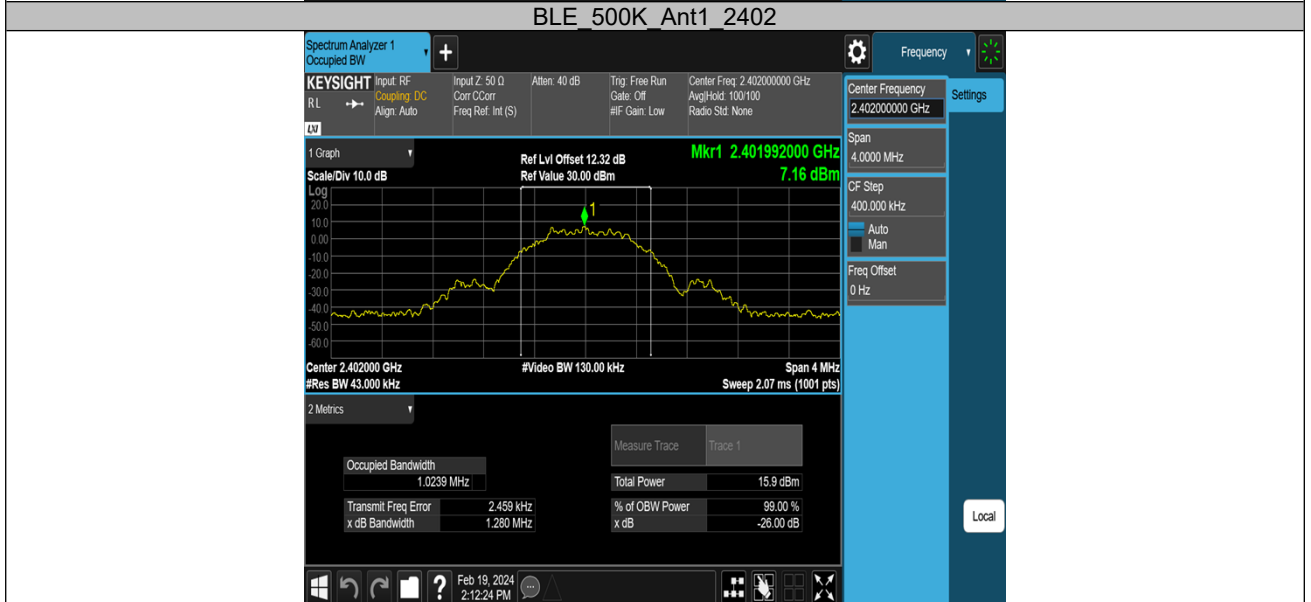 BLE_500K_Ant1_2402
Spectrum Analyzer 1
Occupied BW
+
Frequency
KEYSIGHT
RL
LXI
Input: RF
Coupling: DC
Align: Auto
Input Z: 50 Ω
Corr CCorr
Freq Ref: Int (S)
Atten: 40 dB
Trig: Free Run
Gate: Off
#IF Gain: Low
Center Freq: 2.402000000 GHz
Avg|Hold: 100/100
Radio Std: None
Center Frequency
2.402000000 GHz
Settings
Span
4.0000 MHz
CF Step
400.000 kHz
Auto
Man
Freq Offset
0 Hz
Local
1 Graph
Scale/Div 10.0 dB
Ref Lvl Offset 12.32 dB
Ref Value 30.00 dBm
Mkr1 2.401992000 GHz
7.16 dBm
Log
20.0
10.0
0.00
-10.0
-20.0
-30.0
-40.0
-50.0
-60.0
1
Center 2.402000 GHz
#Video BW 130.00 kHz
Span 4 MHz
#Res BW 43.000 kHz
Sweep 2.07 ms (1001 pts)
2 Metrics
Measure Trace
Trace 1
Occupied Bandwidth
1.0239 MHz
Total Power
15.9 dBm
Transmit Freq Error
2.459 kHz
% of OBW Power
99.00 %
x dB Bandwidth
1.280 MHz
x dB
-26.00 dB
?
Feb 19, 2024
2:12:24 PM